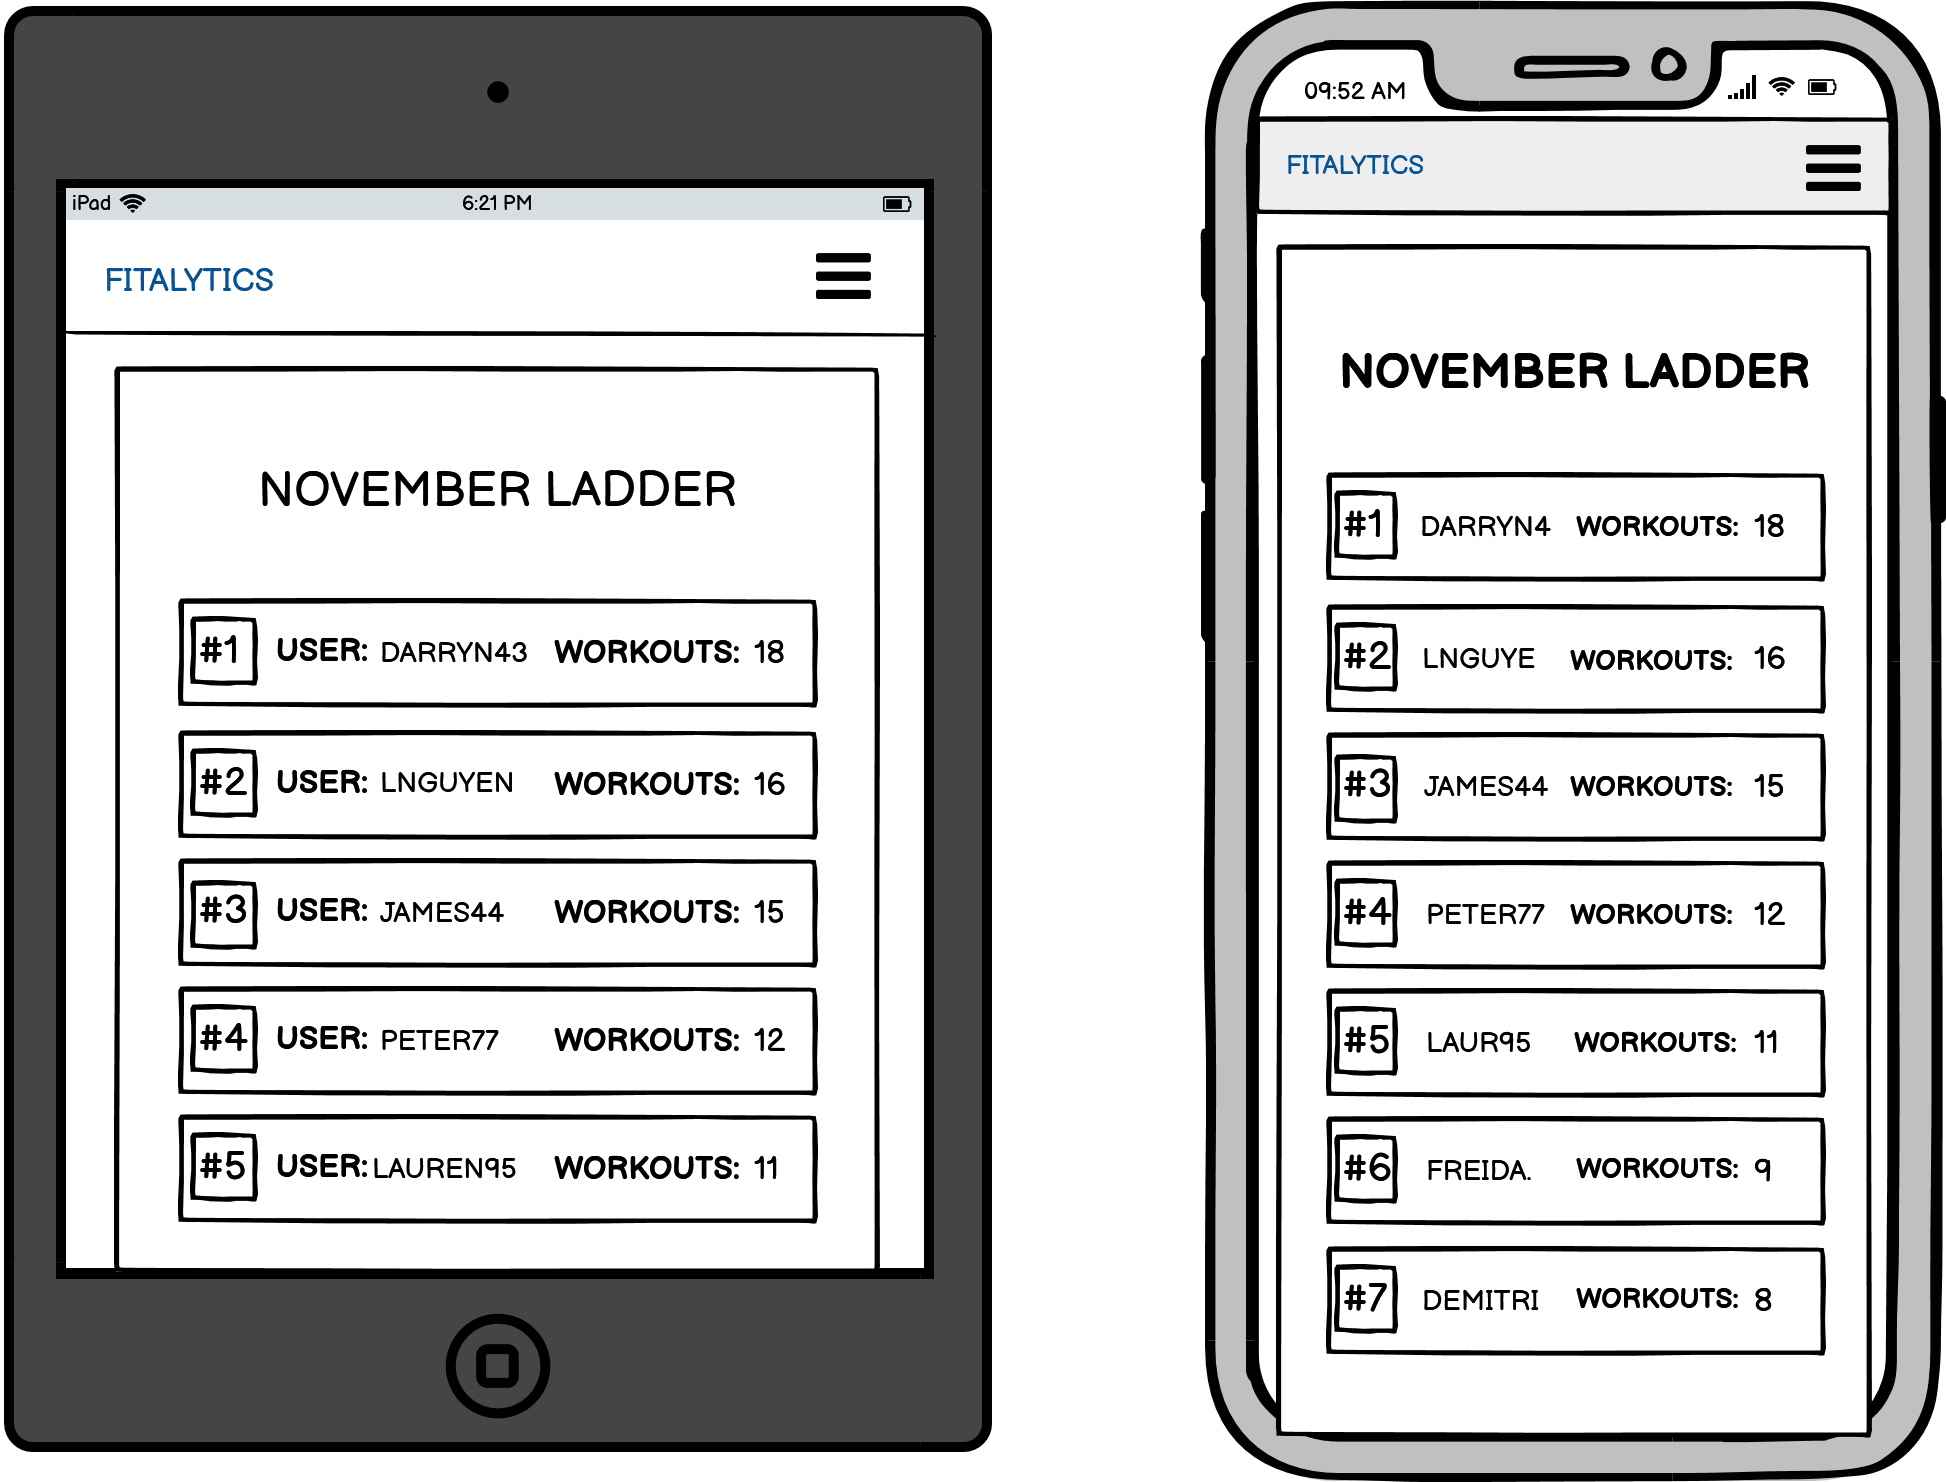 iPad 6:21 PM
FITALYTICS
NOVEMBER LADDER
#1 USER: DARRYN43 WORKOUTS: 18
#2 USER: LNGUYEN WORKOUTS: 16
#3 USER: JAMES44 WORKOUTS: 15
#4 USER: PETER77 WORKOUTS: 12
#5 USER: LAUREN95 WORKOUTS: 11
09:52 AM
FITALYTICS
NOVEMBER LADDER
#1 DARRYN4 WORKOUTS: 18
#2 LNGUYE WORKOUTS: 16
#3 JAMES44 WORKOUTS: 15
#4 PETER77 WORKOUTS: 12
#5 LAUR95 WORKOUTS: 11
#6 FREIDA. WORKOUTS: 9
#7 DEMITRI WORKOUTS: 8